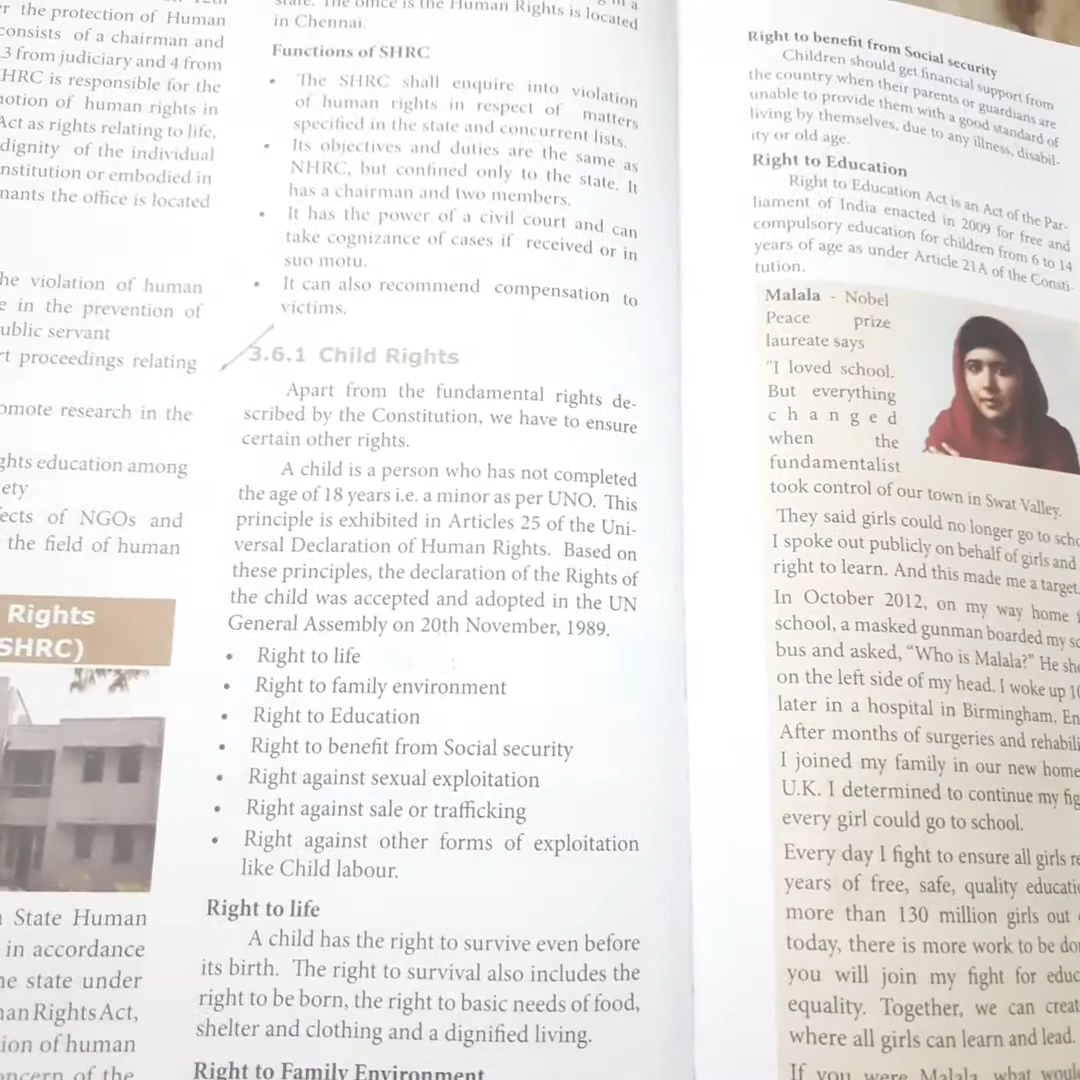 r the protection of Human
consists of a chairman and
3 from judiciary and 4 from
HRC is responsible for the
motion of human rights in
Act as rights relating to life,
dignity of the individual
nstitution or embodied in
nants the office is located
he violation of human
e in the prevention of
ublic servant
rt proceedings relating
omote research in the
ghts education among
ety
ects of NGOs and
the field of human
Rights
SHRC)
State Human
in accordance
he state under
an Rights Act,
ion of human
ncern of the
state. The office is the Human Rights is located
in Chennai.
Functions of SHRC
• The SHRC shall enquire into violation
of human rights in respect of matters
specified in the state and concurrent lists.
• Its objectives and duties are the same as
NHRC, but confined only to the state. It
has a chairman and two members.
• It has the power of a civil court and can
take cognizance of cases if received or in
suo motu.
• It can also recommend compensation to
victims.
3.6.1 Child Rights
Apart from the fundamental rights de-
scribed by the Constitution, we have to ensure
certain other rights.
A child is a person who has not completed
the age of 18 years i.e. a minor as per UNO. This
principle is exhibited in Articles 25 of the Uni-
versal Declaration of Human Rights. Based on
these principles, the declaration of the Rights of
the child was accepted and adopted in the UN
General Assembly on 20th November, 1989.
• Right to life
• Right to family environment
• Right to Education
• Right to benefit from Social security
• Right against sexual exploitation
• Right against sale or trafficking
• Right against other forms of exploitation
like Child labour.
Right to life
A child has the right to survive even before
its birth. The right to survival also includes the
right to be born, the right to basic needs of food,
shelter and clothing and a dignified living.
Right to Family Environment
Right to benefit from Social security
Children should get financial support from
the country when their parents or guardians are
unable to provide them with a good standard of
living by themselves, due to any illness, disabil-
ity or old age.
Right to Education
Right to Education Act is an Act of the Par-
liament of India enacted in 2009 for free and
compulsory education for children from 6 to 14
years of age as under Article 21A of the Consti-
tution.
Malala - Nobel
Peace prize
laureate says
"I loved school.
But everything
changed
when the
fundamentalist
took control of our town in Swat Valley.
They said girls could no longer go to scho
I spoke out publicly on behalf of girls and
right to learn. And this made me a target.
In October 2012, on my way home
school, a masked gunman boarded my sc
bus and asked, "Who is Malala?" He sh
on the left side of my head. I woke up 10
later in a hospital in Birmingham, En
After months of surgeries and rehabili
I joined my family in our new home
U.K. I determined to continue my fig
every girl could go to school.
Every day I fight to ensure all girls re
years of free, safe, quality educati
more than 130 million girls out
today, there is more work to be do
you will join my fight for educ
equality. Together, we can creat
where all girls can learn and lead.
If you were Malala, what woul